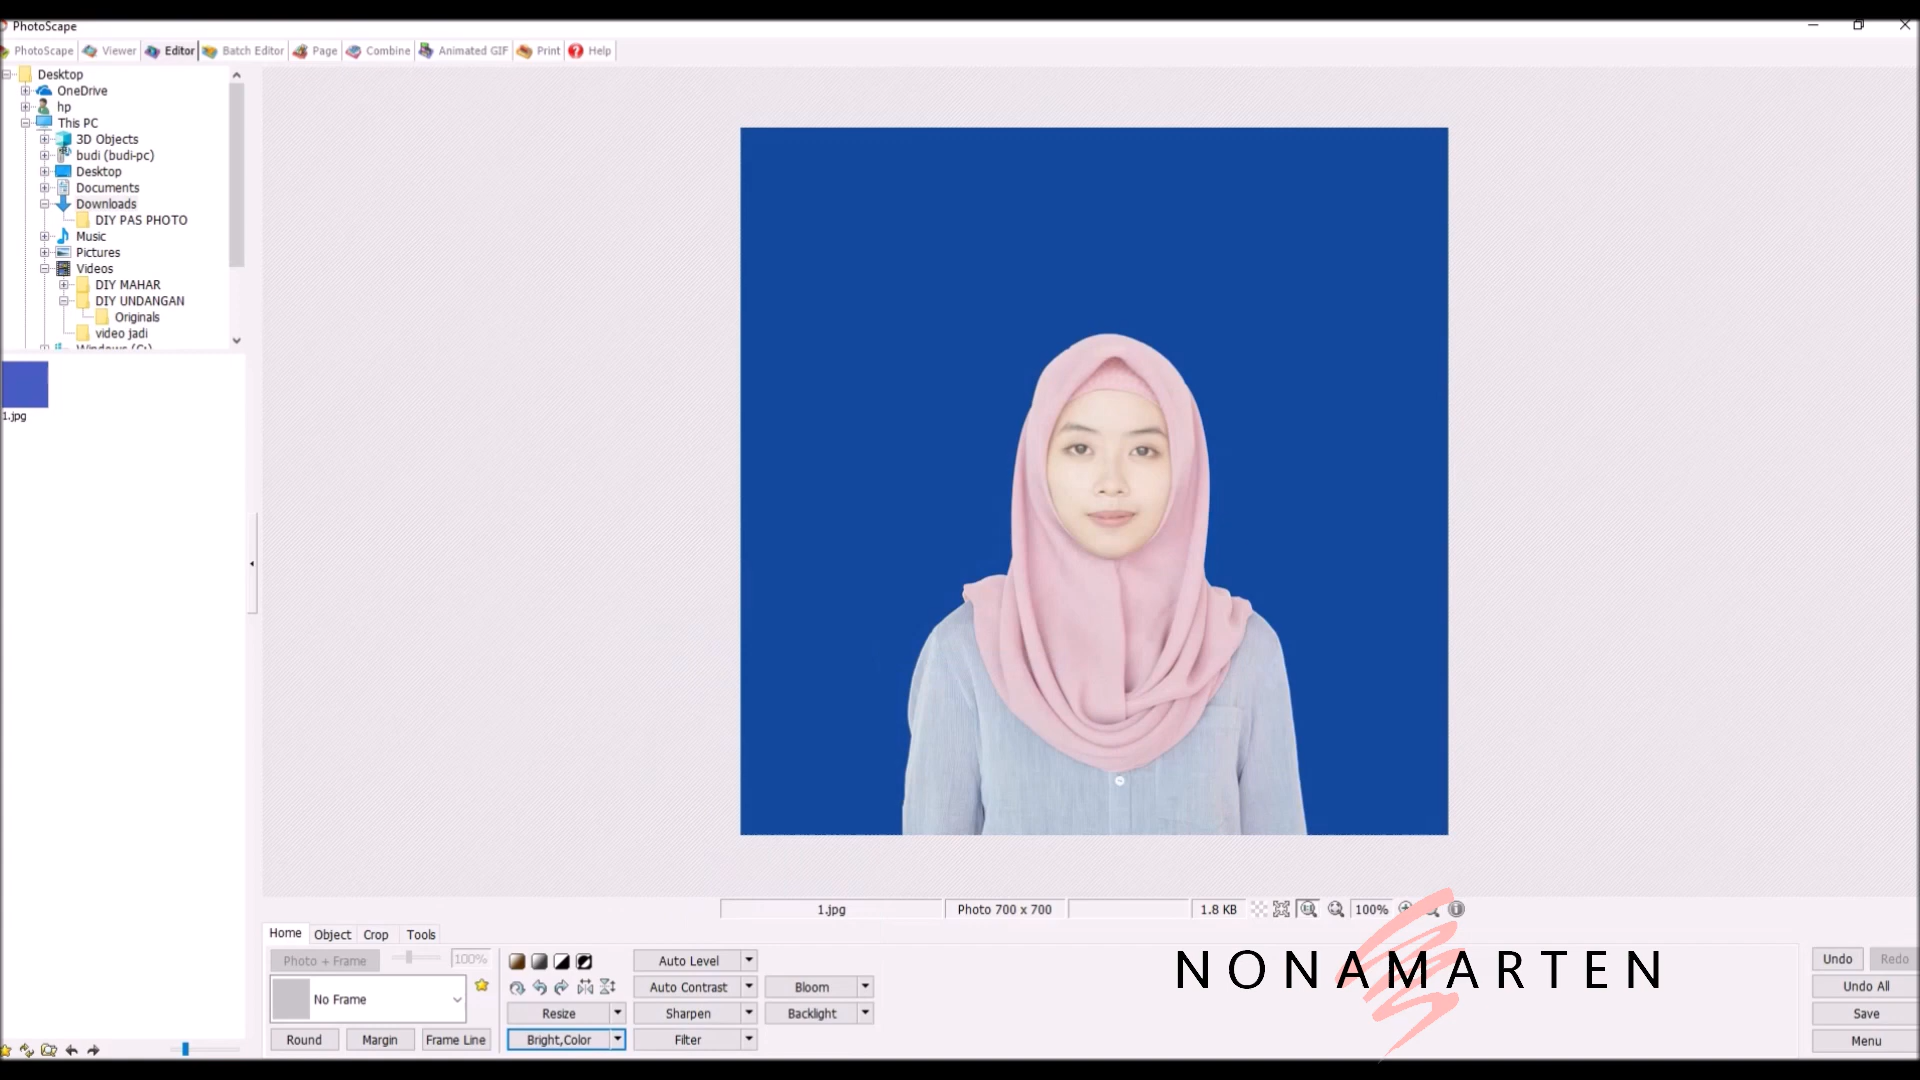 PhotoScape
PhotoScape Viewer Editor Batch Editor Page Combine Animated GIF Print Help
Desktop
OneDrive
hp
This PC
3D Objects
budi (budi-pc)
Desktop
Documents
Downloads
DIY PAS PHOTO
Music
Pictures
Videos
DIY MAHAR
DIY UNDANGAN
Originals
video jadi
Windows (C:)
1.jpg
1.jpg Photo 700 x 700 1.8 KB 100%
Home Object Crop Tools
Photo + Frame 100%
No Frame
Round Margin Frame Line
Resize
Bright,Color
Auto Level
Auto Contrast Bloom
Sharpen Backlight
Filter
NONAMARTEN
Undo Redo
Undo All
Save
Menu